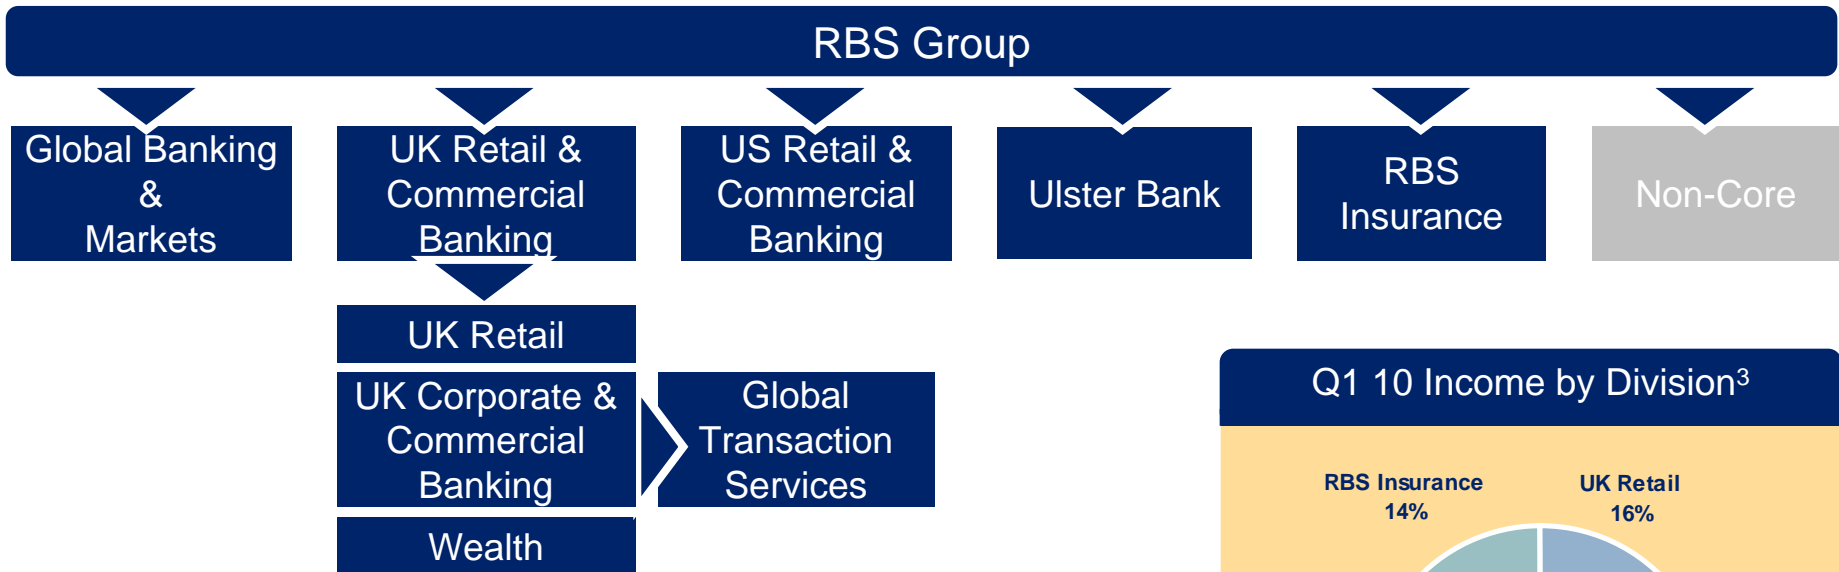 RBS Group
Global Banking
&
Markets
UK Retail &
Commercial
Banking
US Retail &
Commercial
Banking
Ulster Bank
RBS
Insurance
Non-Core
UK Retail
UK Corporate &
Commercial
Banking
Global
Transaction
Services
Wealth
Q1 10 Income by Division³
RBS Insurance
14%
UK Retail
16%